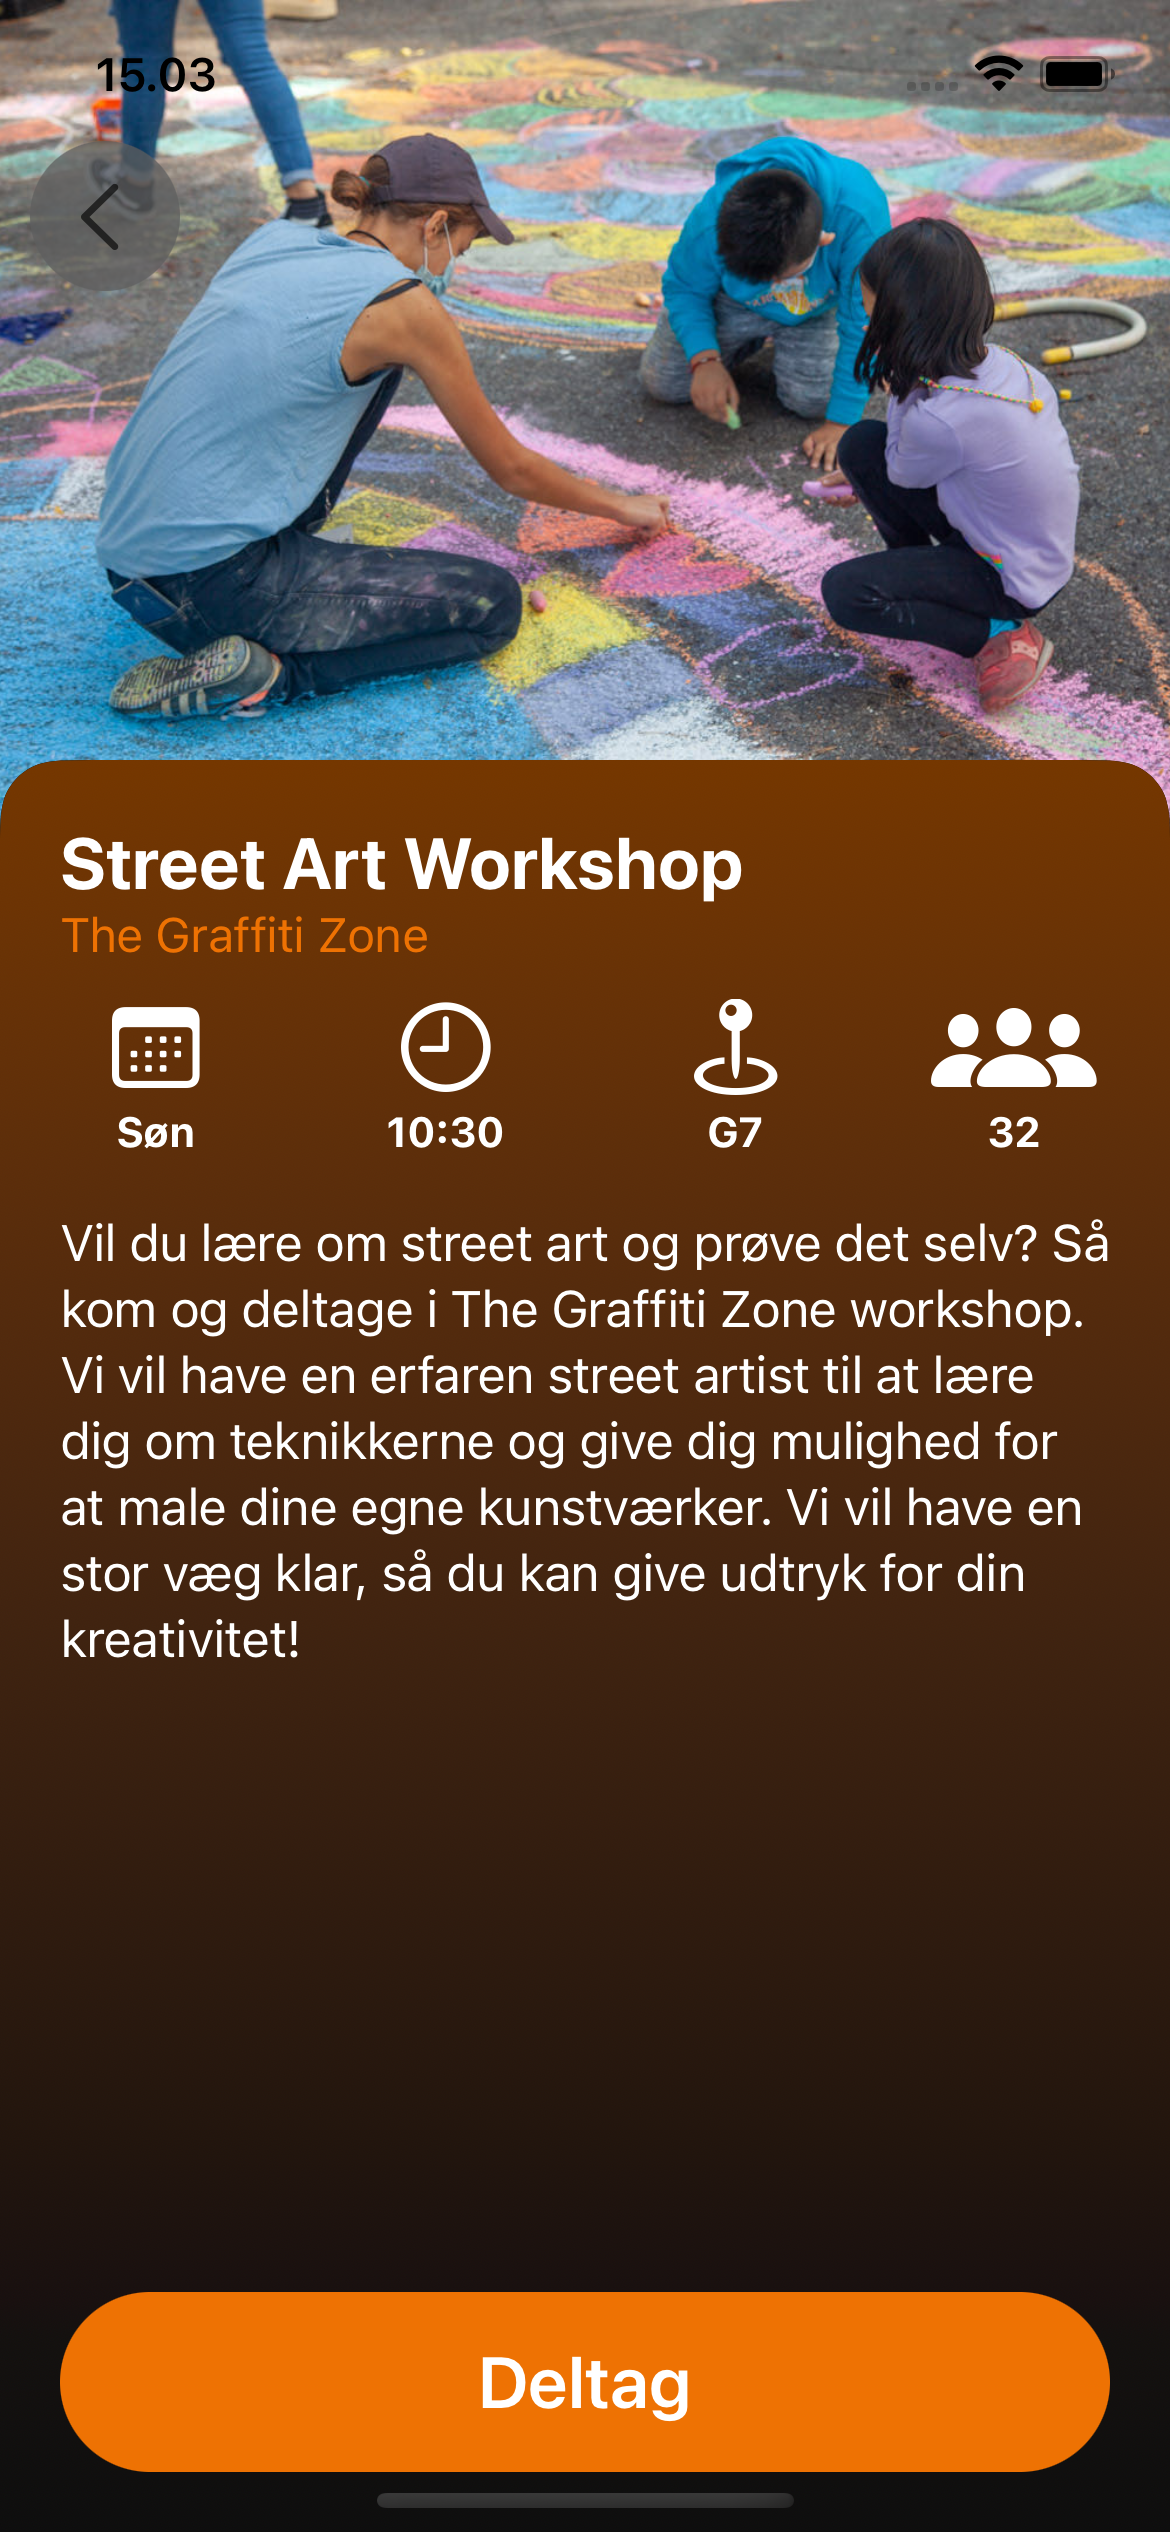 15.03
Street Art Workshop
The Graffiti Zone
Søn
10:30
G7
32
Vil du lære om street art og prøve det selv? Så
kom og deltage i The Graffiti Zone workshop.
Vi vil have en erfaren street artist til at lære
dig om teknikkerne og give dig mulighed for
at male dine egne kunstværker. Vi vil have en
stor væg klar, så du kan give udtryk for din
kreativitet!
Deltag